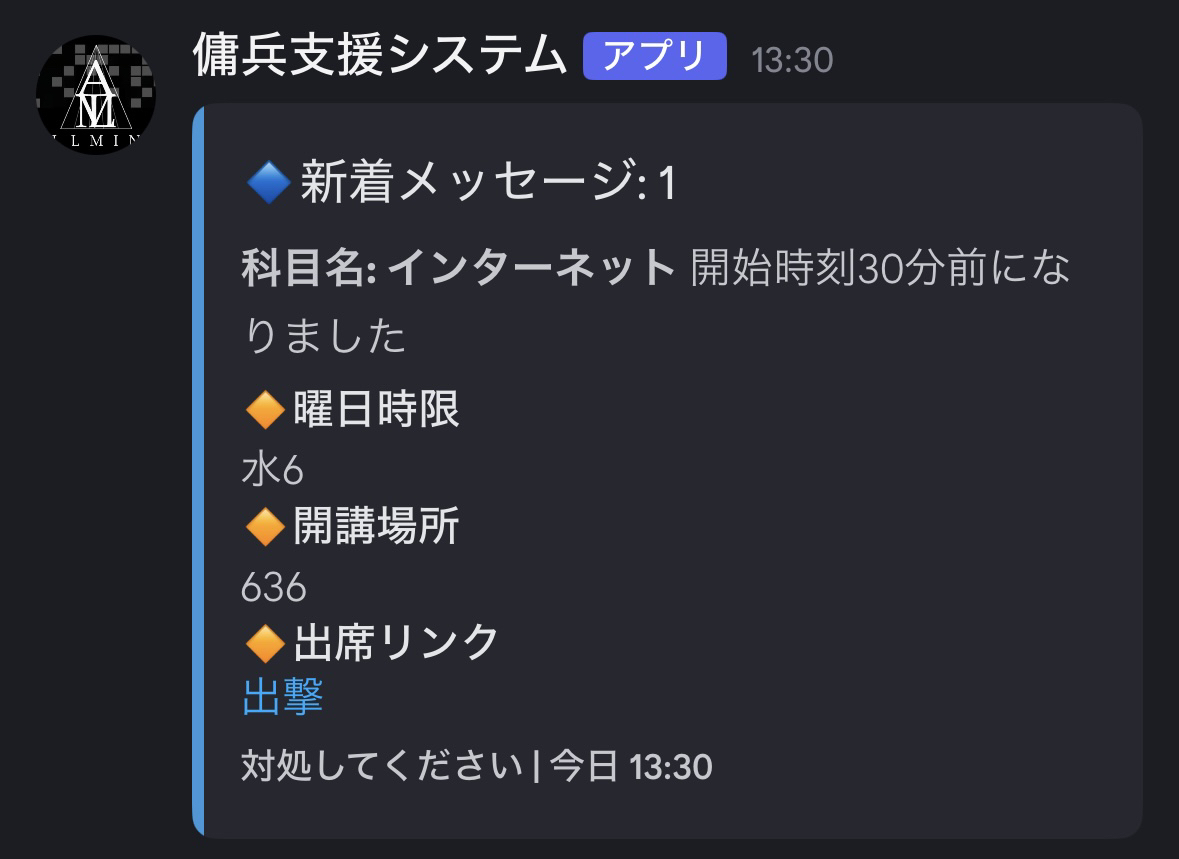 傭兵支援システム アプリ 13:30
ALM
LLMIN
🔷新着メッセージ: 1
科目名: インターネット 開始時刻30分前にな
りました
🔶曜日時限
水6
🔶開講場所
636
🔶出席リンク
出撃
対処してください | 今日 13:30